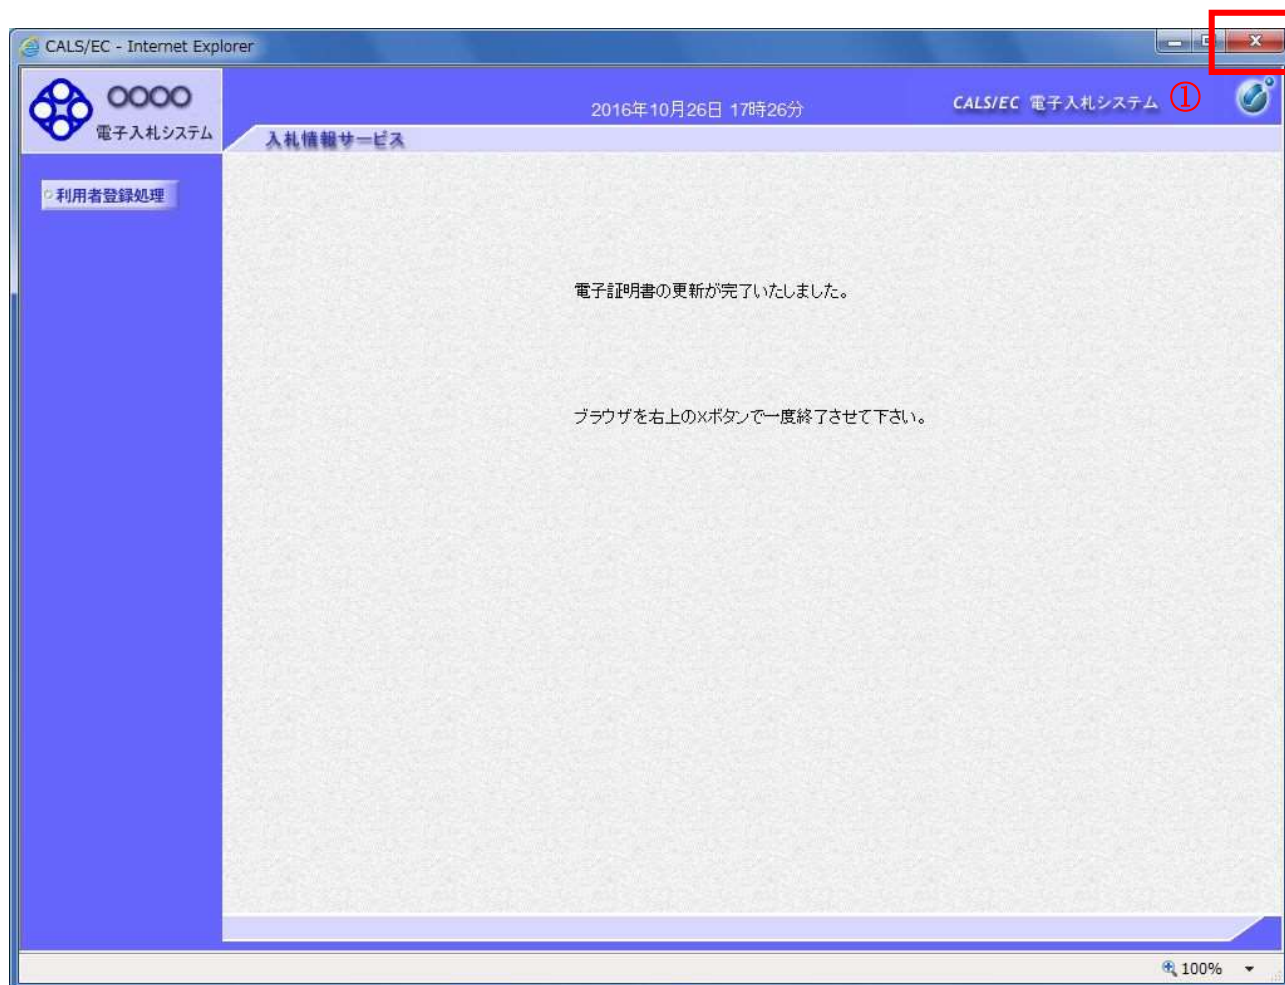 CALS/EC - Internet Explorer
○○○○
電子入札システム
2016年10月26日 17時26分
CALS/EC 電子入札システム
①
入札情報サービス
利用者登録処理
電子証明書の更新が完了いたしました。
ブラウザを右上の×ボタンで一度終了させて下さい。
100%